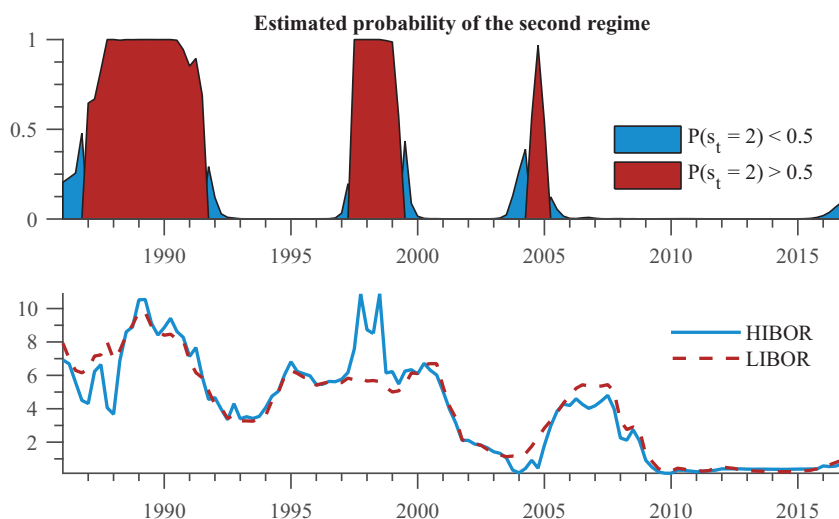 Estimated probability of the second regime
1
0.5
0
P(s_t = 2) < 0.5
P(s_t = 2) > 0.5
1990 1995 2000 2005 2010 2015
10
8
6
4
2
HIBOR
LIBOR
1990 1995 2000 2005 2010 2015